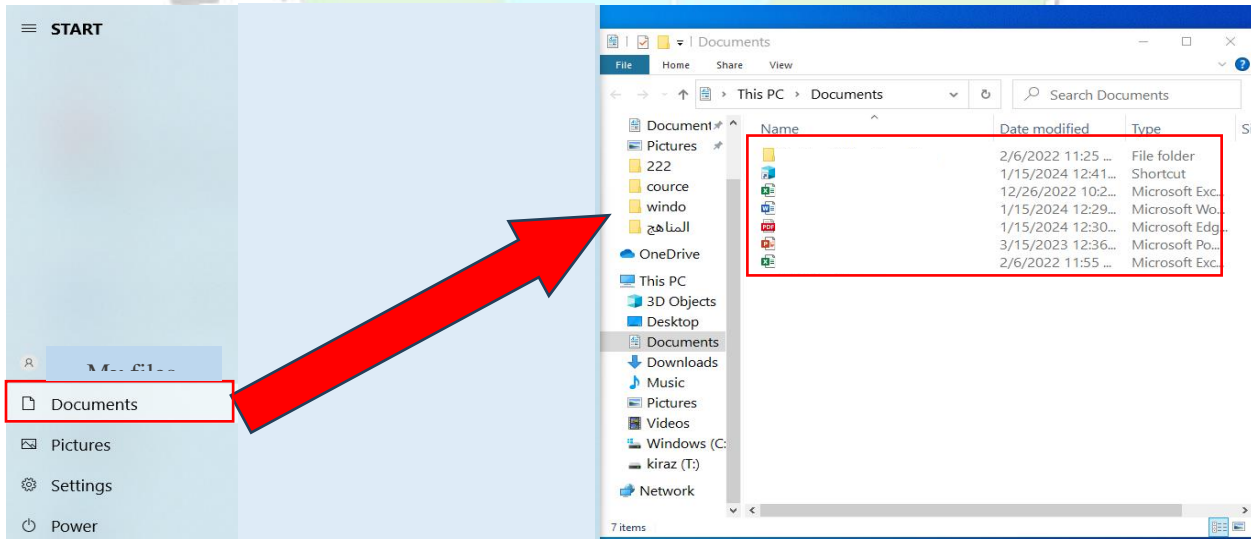 START
My files
Documents
Pictures
Settings
Power
Documents
File Home Share View
This PC > Documents
Search Documents
Document
Pictures
222
cource
windo
المناهج
OneDrive
This PC
3D Objects
Desktop
Documents
Downloads
Music
Pictures
Videos
Windows (C:
kiraz (T:)
Network
Name Date modified Type
2/6/2022 11:25 ... File folder
1/15/2024 12:41... Shortcut
12/26/2022 10:2... Microsoft Exc...
1/15/2024 12:29... Microsoft Wo...
1/15/2024 12:30... Microsoft Edg...
3/15/2023 12:36... Microsoft Po...
2/6/2022 11:55 ... Microsoft Exc...
7 items